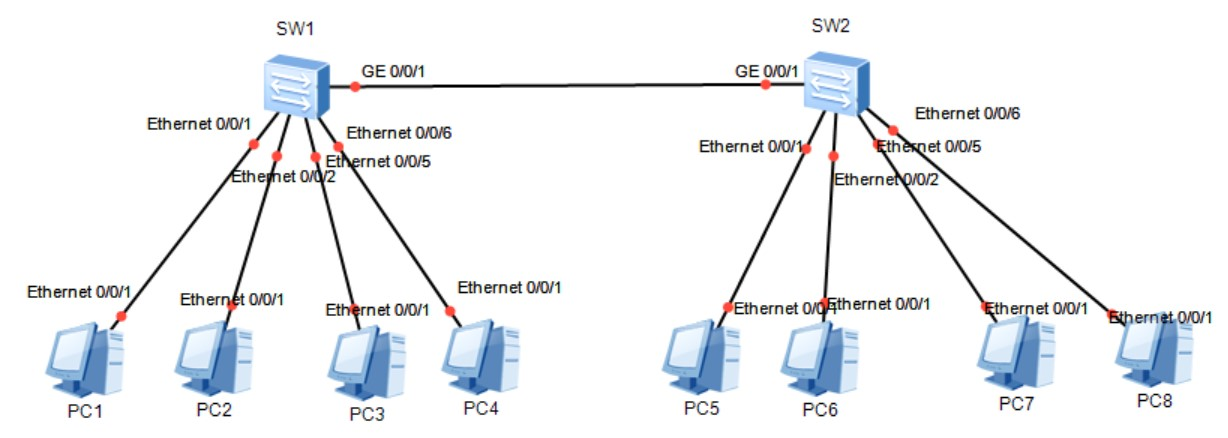 SW1
SW2
GE 0/0/1
GE 0/0/1
Ethernet 0/0/1
Ethernet 0/0/6
Ethernet 0/0/5
Ethernet 0/0/2
Ethernet 0/0/6
Ethernet 0/0/1
Ethernet 0/0/5
Ethernet 0/0/2
Ethernet 0/0/1
Ethernet 0/0/1
Ethernet 0/0/1
Ethernet 0/0/1
Ethernet 0/0
Ethernet 0/0/1
Ethernet 0/0/1
Ethernet 0/0/1
PC1
PC2
PC3
PC4
PC5
PC6
PC7
PC8